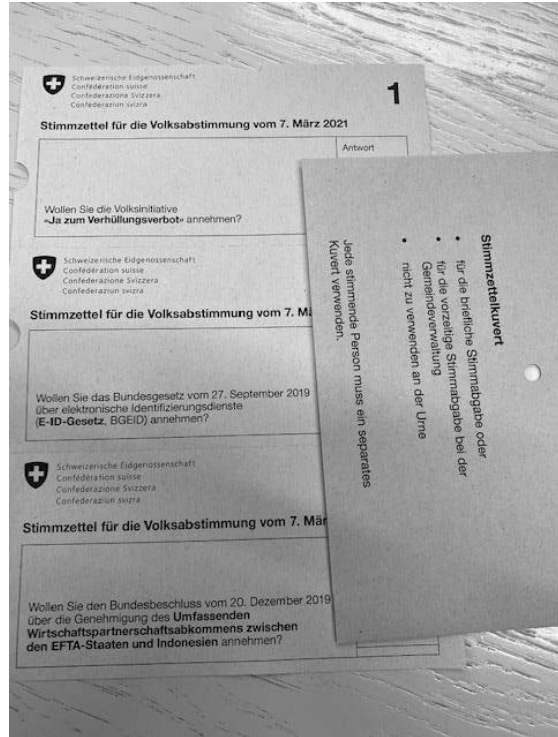 Schweizerische Eidgenossenschaft
Confédération suisse
Confederazione Svizzera
Confederaziun svizra
1
Stimmzettel für die Volksabstimmung vom 7. März 2021
Antwort
Wollen Sie die Volksinitiative
«Ja zum Verhüllungsverbot» annehmen?
Schweizerische Eidgenossenschaft
Confédération suisse
Confederazione Svizzera
Confederaziun svizra
Stimmzettel für die Volksabstimmung vom 7.
Wollen Sie das Bundesgesetz vom 27. September 2019
über elektronische Identifizierungsdienste
(E-ID-Gesetz, BGEID) annehmen?
Schweizerische Eidgenossenschaft
Confédération suisse
Confederazione Svizzera
Confederaziun svizra
Stimmzettel für die Volksabstimmung vom 7. Mär
Wollen Sie den Bundesbeschluss vom 20. Dezember 2019
über die Genehmigung des Umfassenden
Wirtschaftspartnerschaftsabkommens zwischen
den EFTA-Staaten und Indonesien annehmen?
Stimmzettelkuvert
• für die briefliche Stimmabgabe oder
• für die vorzeitige Stimmabgabe bei der
Gemeindeverwaltung
• nicht zu verwenden an der Urne
Jede stimmende Person muss ein separates
Kuvert verwenden.